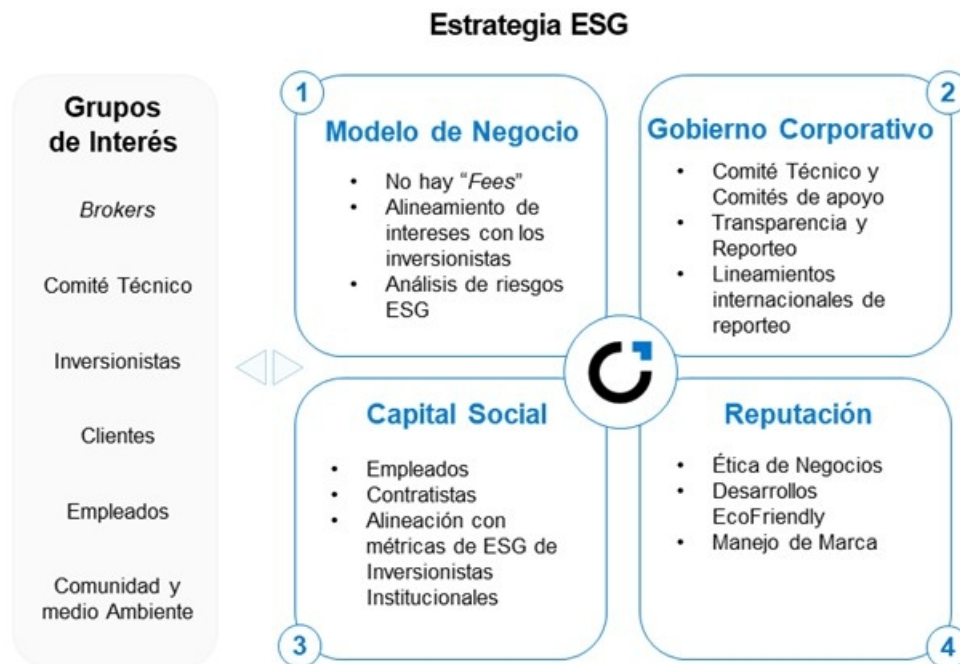 Estrategia ESG
Grupos
de Interés
Brokers
Comité Técnico
Inversionistas
Clientes
Empleados
Comunidad y
medio Ambiente
1
Modelo de Negocio
• No hay “Fees”
• Alineamiento de
intereses con los
inversionistas
• Análisis de riesgos
ESG
2
Gobierno Corporativo
• Comité Técnico y
Comités de apoyo
• Transparencia y
Reporteo
• Lineamientos
internacionales de
reporteo
Capital Social
• Empleados
• Contratistas
• Alineación con
métricas de ESG de
Inversionistas
Institucionales
3
Reputación
• Ética de Negocios
• Desarrollos
EcoFriendly
• Manejo de Marca
4